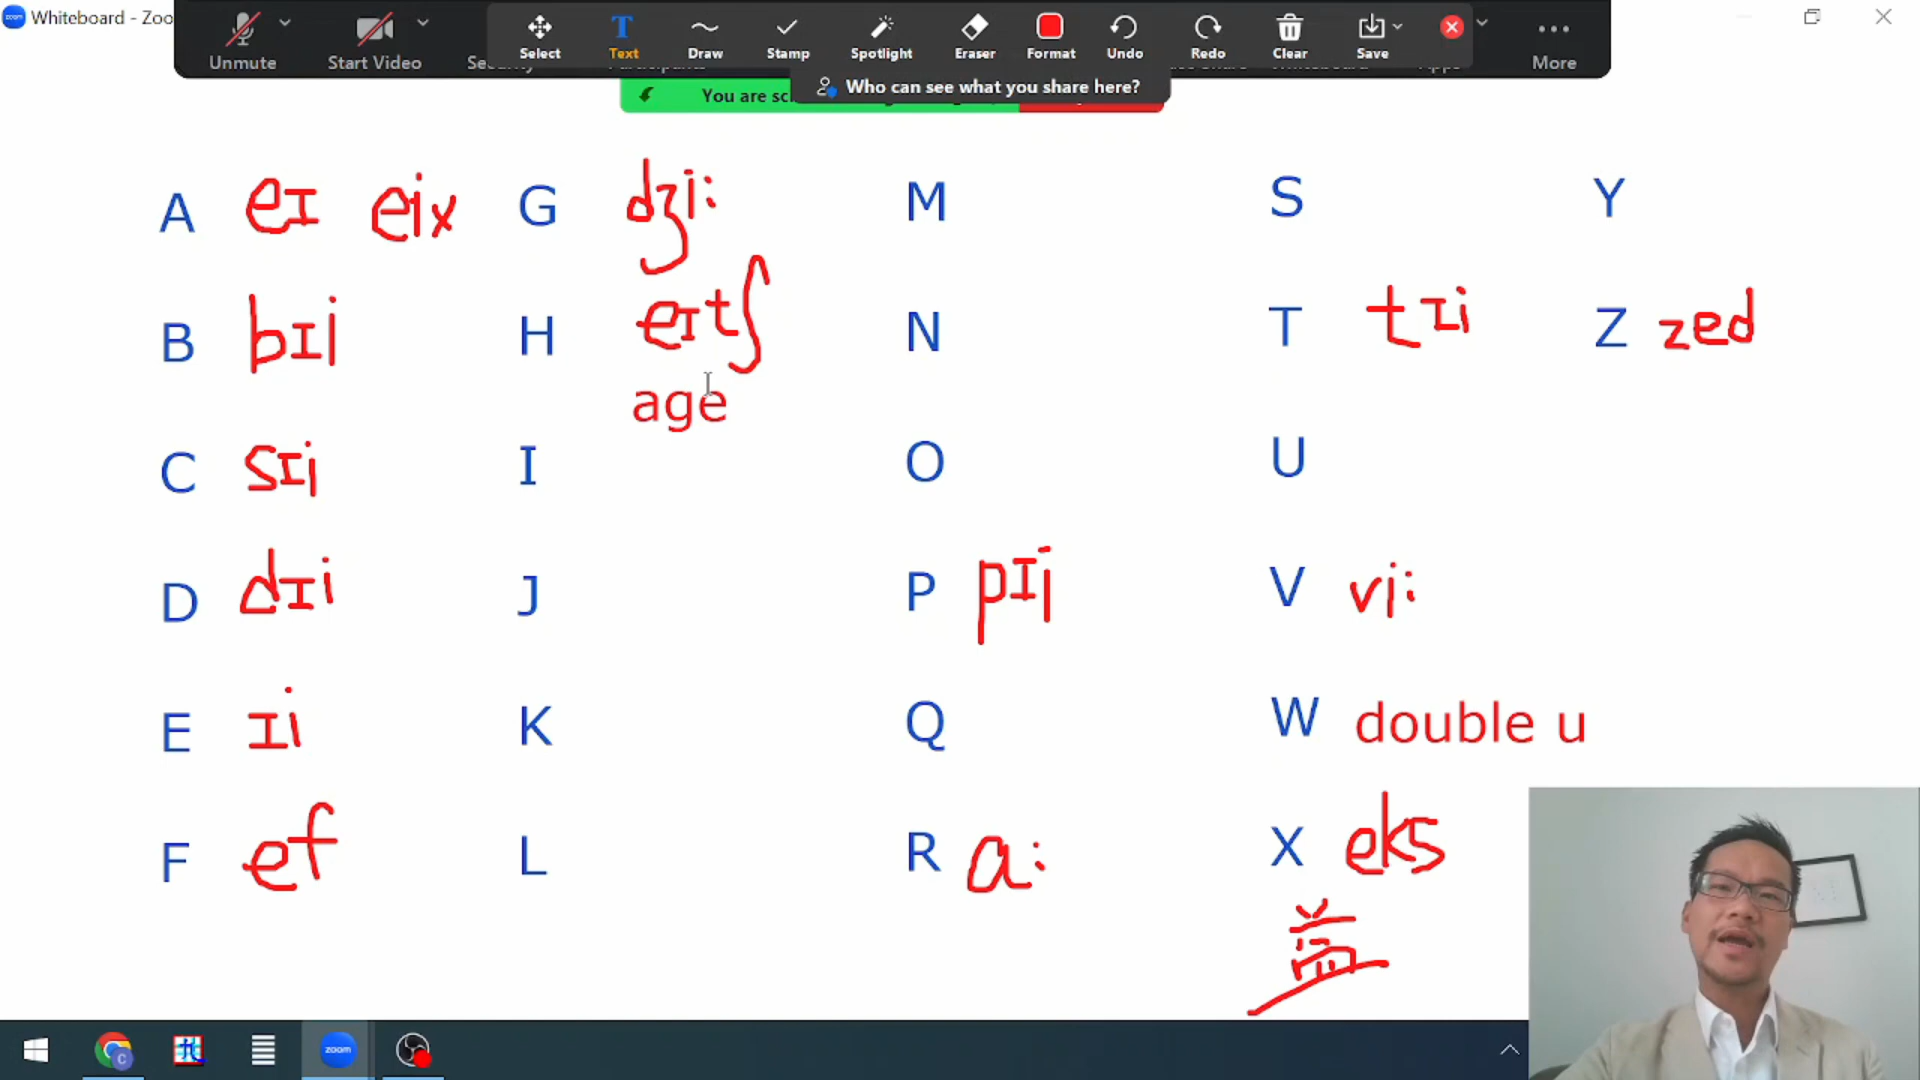 Whiteboard - Zoo
Unmute
Start Video
Select
Text
Draw
Stamp
Spotlight
Eraser
Format
Undo
Redo
Clear
Save
More
Who can see what you share here?
You are
A eɪ eix
B bɪi
C sɪi
D dɪi
E ɪi
F ef
G dʒi:
H eɪtʃ
age
I
J
K
L
M
N
O
P pɪi
Q
R a:
S
T tɪi
U
V vi:
W double u
X eks
益
Y
Z zed
zoom